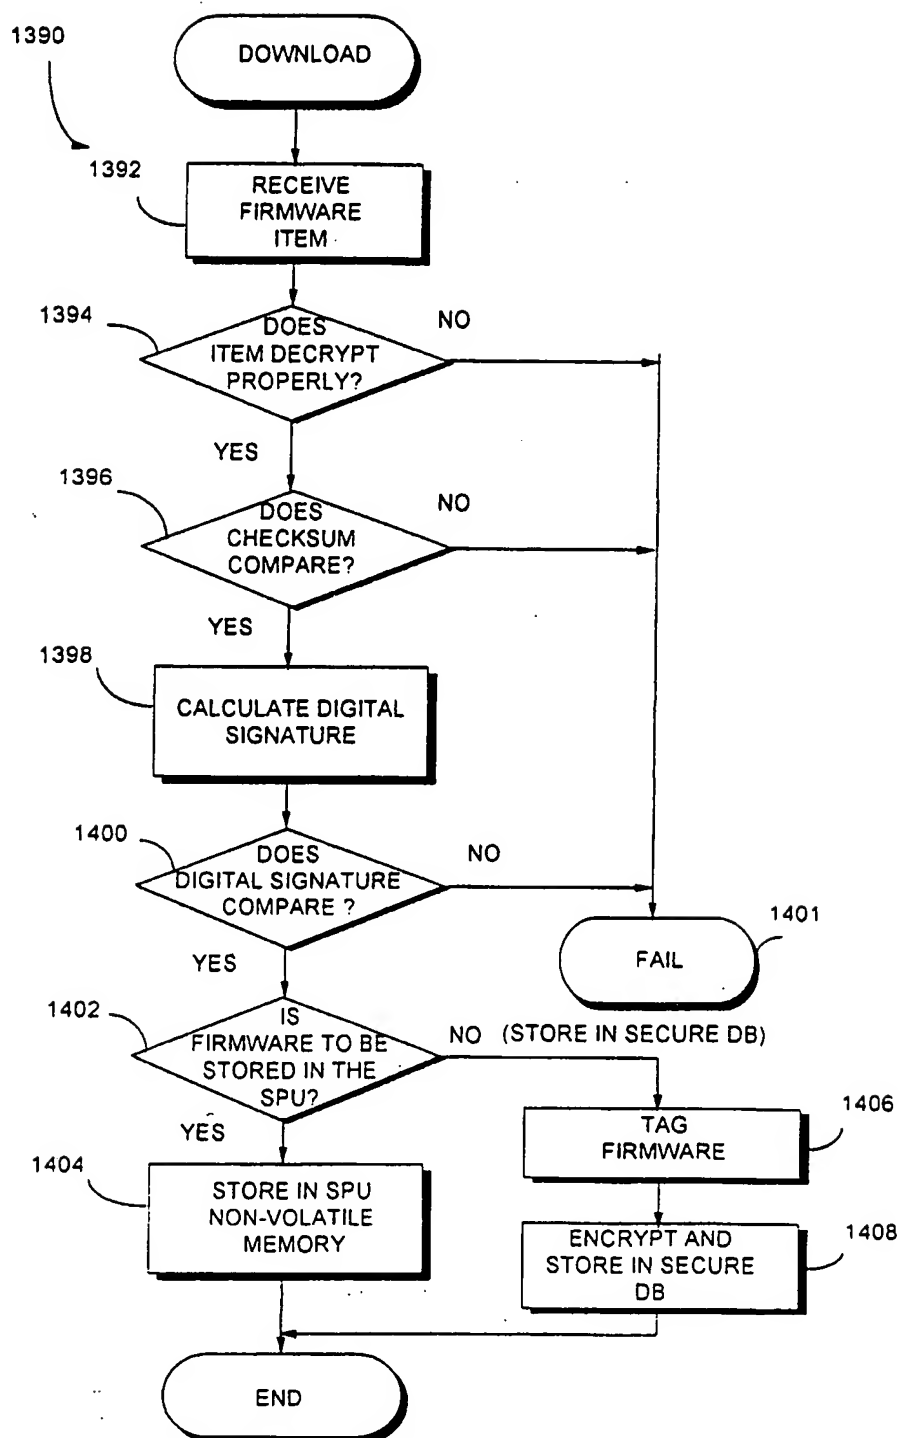 1390
DOWNLOAD
1392
RECEIVE
FIRMWARE
ITEM
1394
DOES
ITEM DECRYPT
PROPERLY?
NO
YES
1396
DOES
CHECKSUM
COMPARE?
NO
YES
1398
CALCULATE DIGITAL
SIGNATURE
1400
DOES
DIGITAL SIGNATURE
COMPARE ?
NO
1401
FAIL
YES
1402
IS
FIRMWARE TO BE
STORED IN THE
SPU?
NO (STORE IN SECURE DB)
YES
1406
TAG
FIRMWARE
1404
STORE IN SPU
NON-VOLATILE
MEMORY
1408
ENCRYPT AND
STORE IN SECURE
DB
END